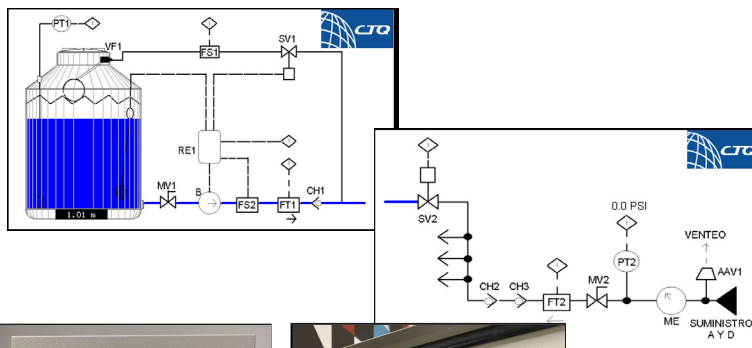 PT1
VF1
FS1
SV1
CTQ
RE1
MV1
B
FS2
FT1
CH1
1.01 m
CTQ
SV2
0.0 PSI
VENTEO
PT2
AAV1
CH2
CH3
MV2
FT2
ME
SUMINISTRO
A Y D